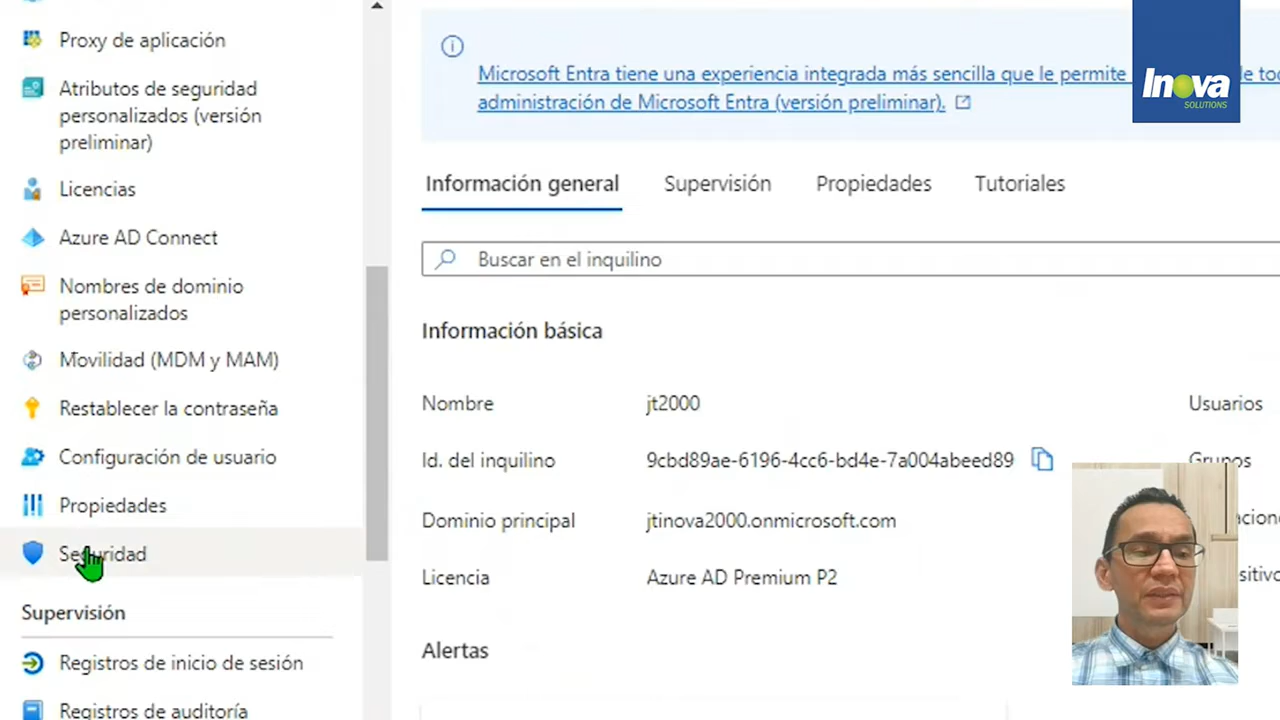 Proxy de aplicación
Atributos de seguridad
personalizados (versión
preliminar)
Licencias
Azure AD Connect
Nombres de dominio
personalizados
Movilidad (MDM y MAM)
Restablecer la contraseña
Configuración de usuario
Propiedades
Seguridad
Supervisión
Registros de inicio de sesión
Registros de auditoría
Microsoft Entra tiene una experiencia integrada más sencilla que le permite
administración de Microsoft Entra (versión preliminar).
Inova
SOLUTIONS
Información general Supervisión Propiedades Tutoriales
Buscar en el inquilino
Información básica
Nombre jt2000 Usuarios
Id. del inquilino 9cbd89ae-6196-4cc6-bd4e-7a004abeed89 Grupos
Dominio principal jtinova2000.onmicrosoft.com
Licencia Azure AD Premium P2
Alertas